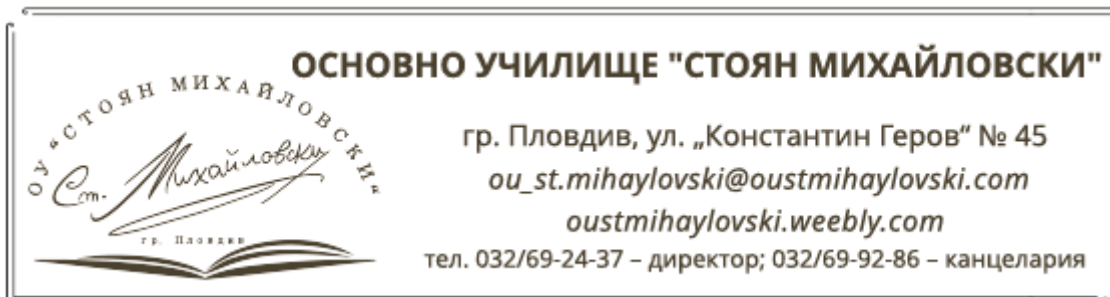 ОСНОВНО УЧИЛИЩЕ "СТОЯН МИХАЙЛОВСКИ"
ОУ "СТОЯН МИХАЙЛОВСКИ"
Ст. Михайловски
гр. Пловдив
гр. Пловдив, ул. „Константин Геров“ № 45
ou_st.mihaylovski@oustmihaylovski.com
oustmihaylovski.weebly.com
тел. 032/69-24-37 – директор; 032/69-92-86 – канцелария